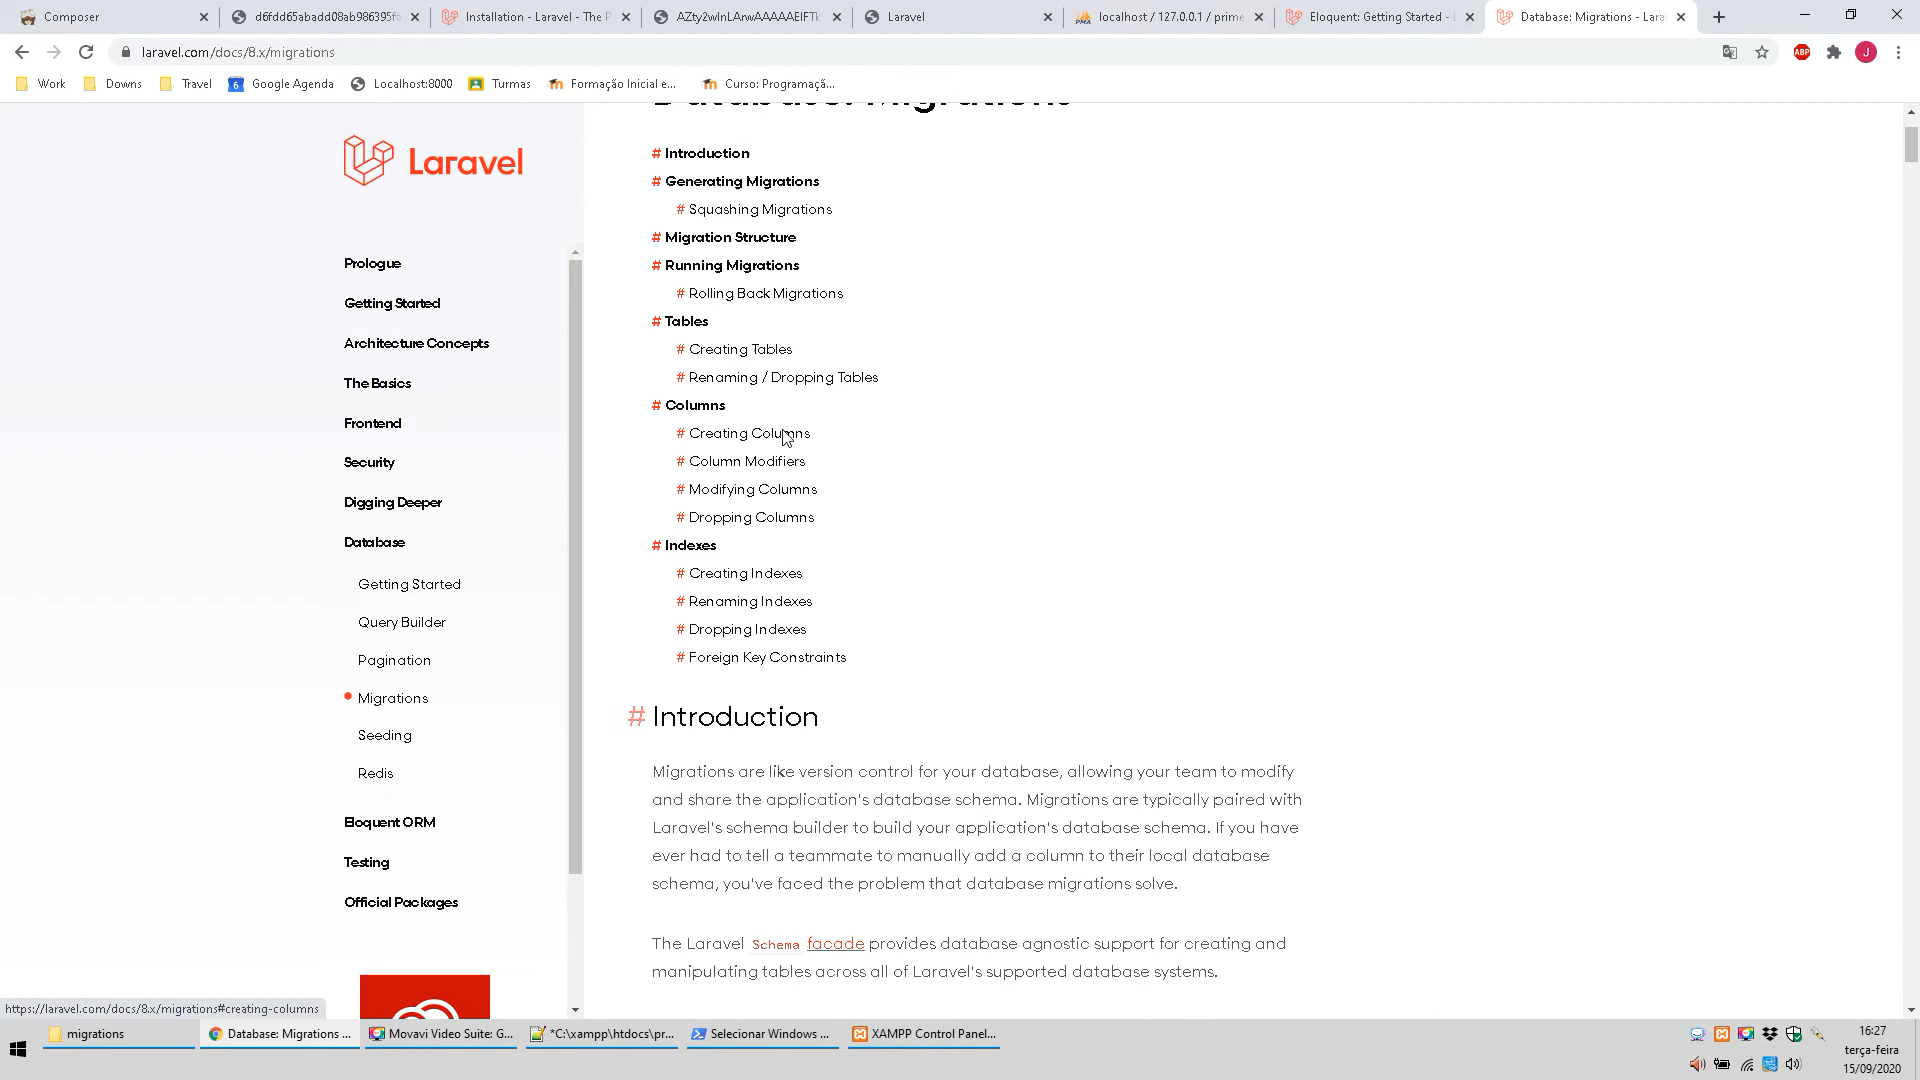 Composer
d6fdd65abadd08ab986395fa
Installation - Laravel - The P
Laravel
localhost / 127.0.0.1 / prime
Eloquent: Getting Started -
Database: Migrations - Lara
laravel.com/docs/8.x/migrations
ABP
J
Work
Downs
Travel
6
Google Agenda
Localhost:8000
Turmas
Formação Inicial e...
Curso: Programaçã...
Database: Migrations
Laravel
Prologue
Getting Started
Architecture Concepts
The Basics
Frontend
Security
Digging Deeper
Database
Getting Started
Query Builder
Pagination
Migrations
Seeding
Redis
Eloquent ORM
Testing
Official Packages
# Introduction
# Generating Migrations
# Squashing Migrations
# Migration Structure
# Running Migrations
# Rolling Back Migrations
# Tables
# Creating Tables
# Renaming / Dropping Tables
# Columns
# Creating Columns
# Column Modifiers
# Modifying Columns
# Dropping Columns
# Indexes
# Creating Indexes
# Renaming Indexes
# Dropping Indexes
# Foreign Key Constraints
# Introduction
Migrations are like version control for your database, allowing your team to modify
and share the application's database schema. Migrations are typically paired with
Laravel's schema builder to build your application's database schema. If you have
ever had to tell a teammate to manually add a column to their local database
schema, you've faced the problem that database migrations solve.
The Laravel Schema facade provides database agnostic support for creating and
manipulating tables across all of Laravel's supported database systems.
https://laravel.com/docs/8.x/migrations#creating-columns
migrations
Database: Migrations ...
Movavi Video Suite: G...
*C:\xampp\htdocs\pr...
Selecionar Windows ...
XAMPP Control Panel...
16:27
terça-feira
15/09/2020